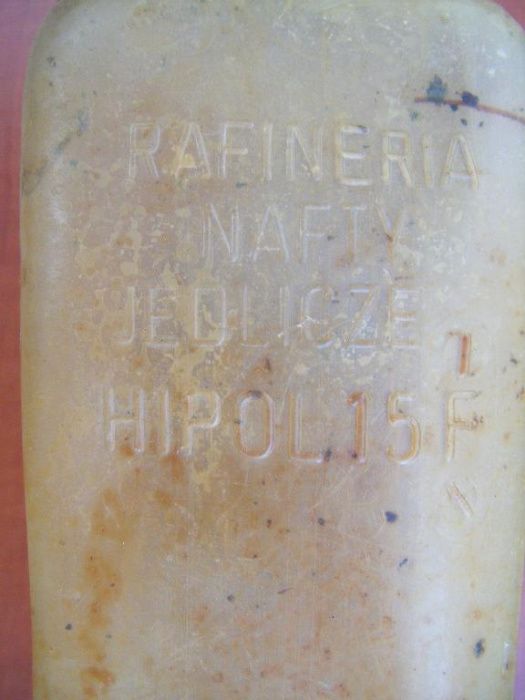 RAFINERIA
NAFTY
JEDLICZE
HIPOL 15 F